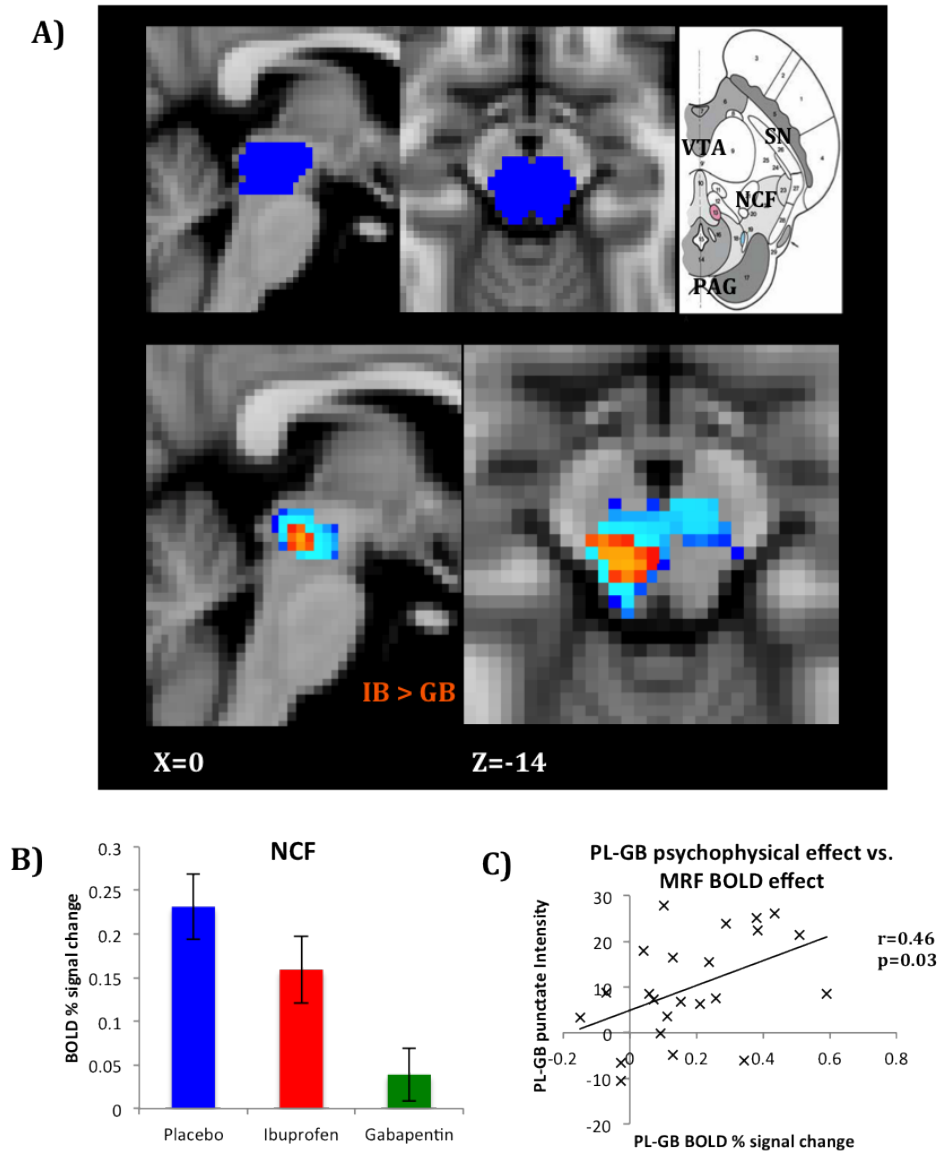 A)
VTA
SN
NCF
PAG
IB > GB
X=0
Z=-14
B)
NCF
BOLD % signal change
0.3
0.25
0.2
0.15
0.1
0.05
0
Placebo
Ibuprofen
Gabapentin
C)
PL-GB psychophysical effect vs.
MRF BOLD effect
PL-GB punctate Intensity
30
20
10
0
-10
-20
-0.2
0
0.2
0.4
0.6
0.8
r=0.46
p=0.03
PL-GB BOLD % signal change